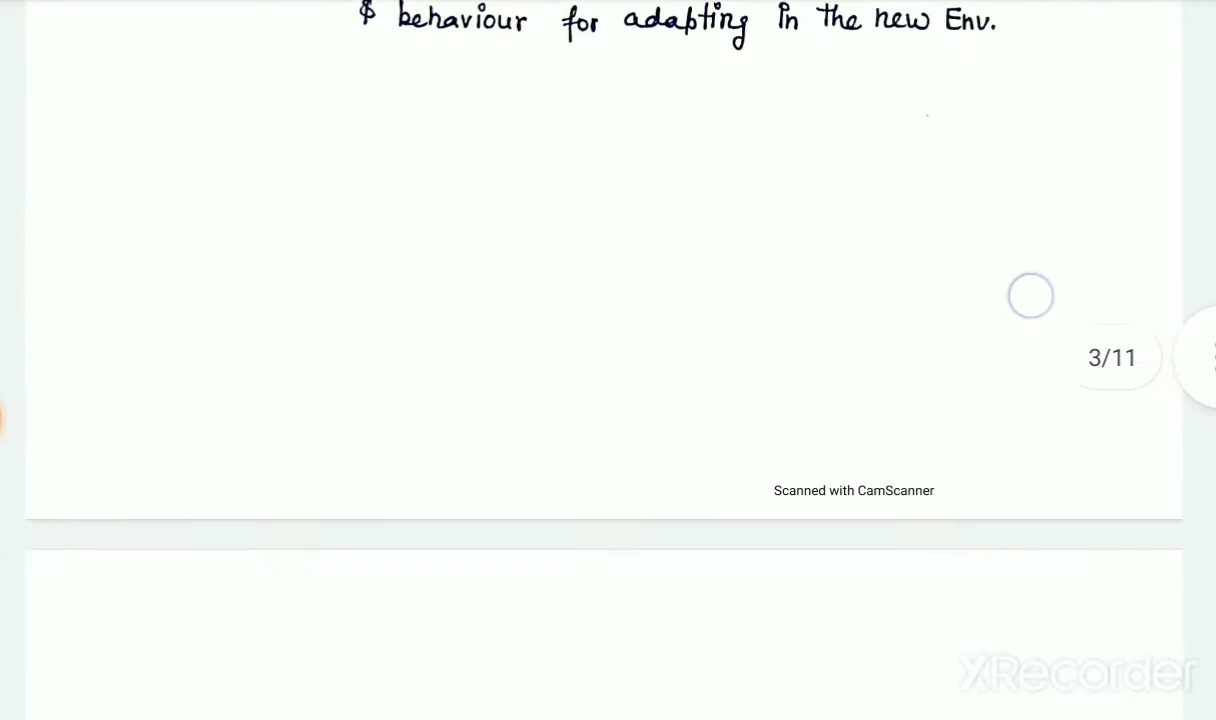 & behaviour for adapting in the new Env.
3/11
Scanned with CamScanner
XRecorder